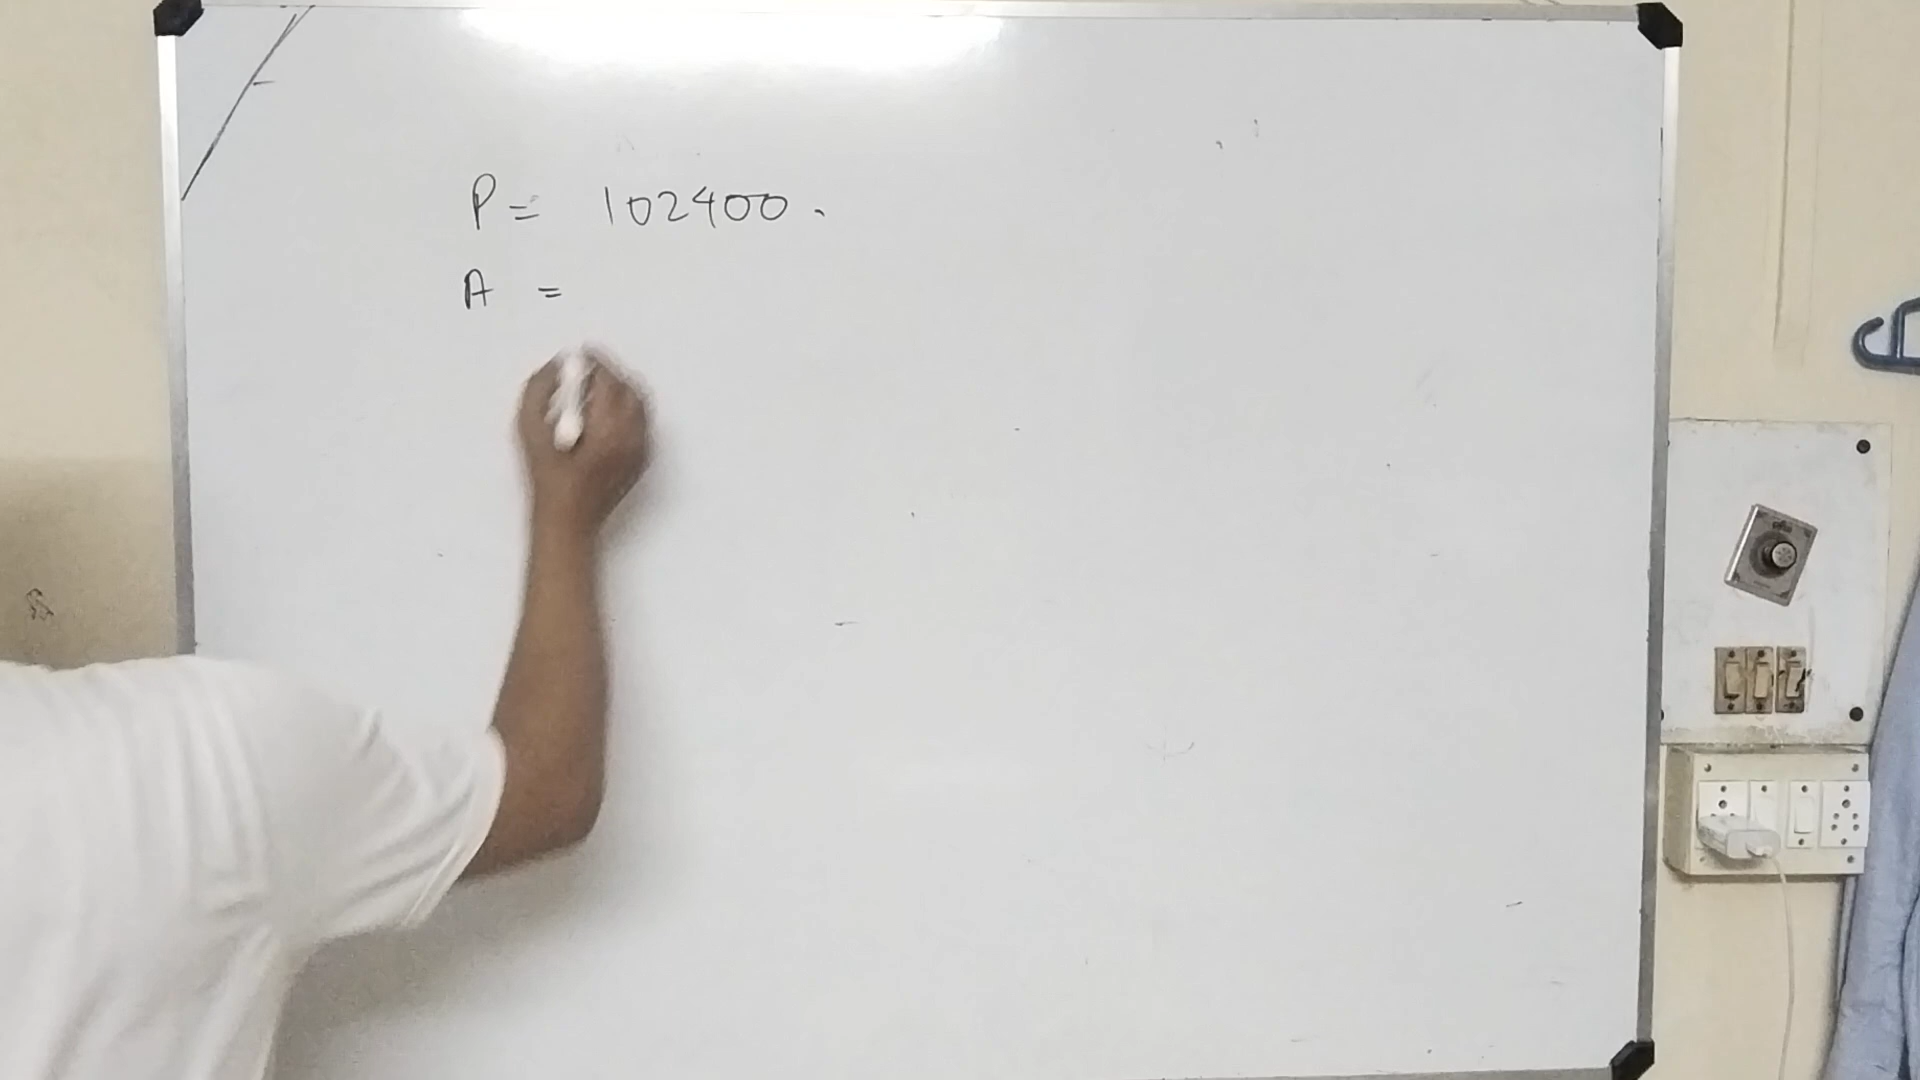 P = 102400.
A =